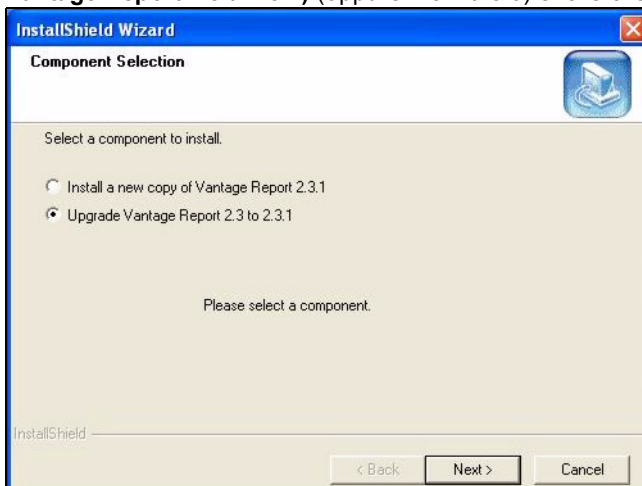 InstallShield Wizard
Component Selection
Select a component to install.
Install a new copy of Vantage Report 2.3.1
Upgrade Vantage Report 2.3 to 2.3.1
Please select a component.
InstallShield
< Back
Next >
Cancel